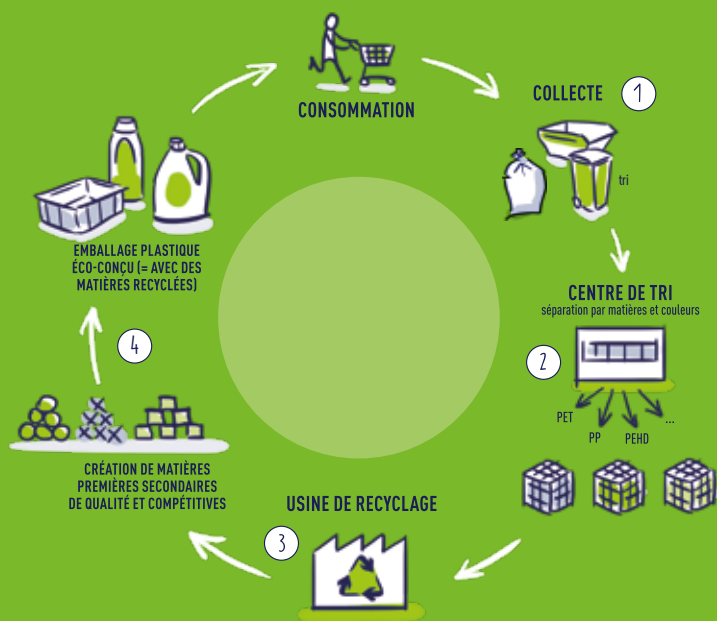 CONSOMMATION
COLLECTE
1
tri
CENTRE DE TRI
séparation par matières et couleurs
2
PET
PP
PEHD
...
USINE DE RECYCLAGE
3
CRÉATION DE MATIÈRES
PREMIÈRES SECONDAIRES
DE QUALITÉ ET COMPÉTITIVES
4
EMBALLAGE PLASTIQUE
ÉCO-CONÇU (= AVEC DES
MATIÈRES RECYCLÉES)